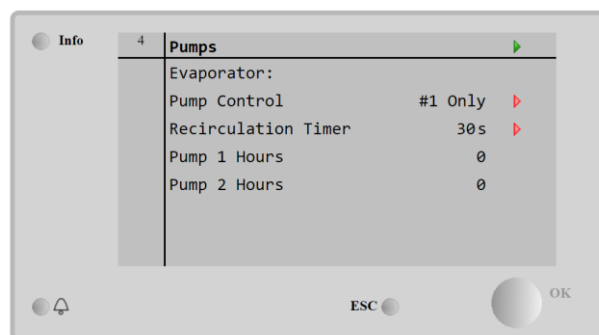 Info
4 Pumps
Evaporator:
Pump Control #1 Only
Recirculation Timer 30s
Pump 1 Hours 0
Pump 2 Hours 0
ESC
OK